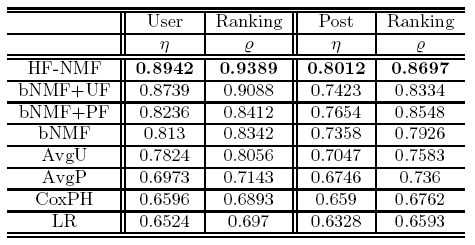 User Ranking Post Ranking
η ϱ η ϱ
HF-NMF 0.8942 0.9389 0.8012 0.8697
bNMF+UF 0.8739 0.9088 0.7423 0.8334
bNMF+PF 0.8236 0.8412 0.7654 0.8548
bNMF 0.813 0.8342 0.7358 0.7926
AvgU 0.7824 0.8056 0.7047 0.7583
AvgP 0.6973 0.7143 0.6746 0.736
CoxPH 0.6596 0.6893 0.659 0.6762
LR 0.6524 0.697 0.6328 0.6593